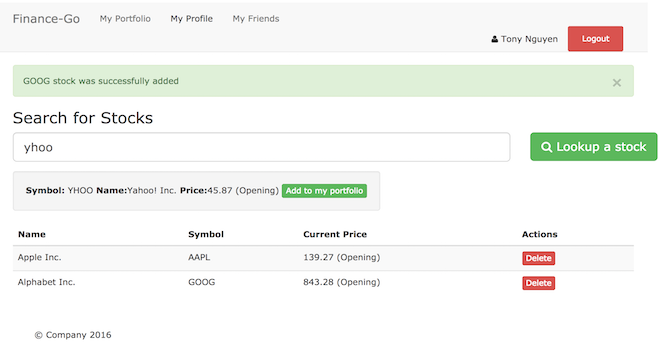 Finance-Go My Portfolio My Profile My Friends
Tony Nguyen Logout
GOOG stock was successfully added ×
Search for Stocks
yhoo Lookup a stock
Symbol: YHOO Name:Yahoo! Inc. Price:45.87 (Opening) Add to my portfolio
Name Symbol Current Price Actions
Apple Inc. AAPL 139.27 (Opening) Delete
Alphabet Inc. GOOG 843.28 (Opening) Delete
© Company 2016